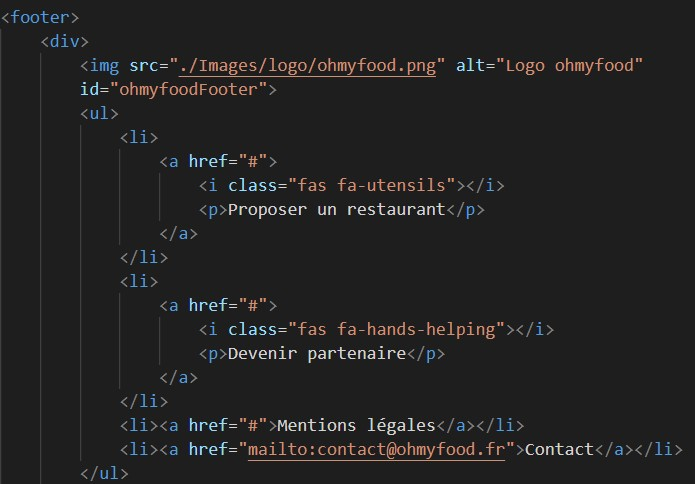 <footer>
<div>
<img src="./Images/logo/ohmyfood.png" alt="Logo ohmyfood"
id="ohmyfoodFooter">
<ul>
<li>
<a href="#">
<i class="fas fa-utensils"></i>
<p>Proposer un restaurant</p>
</a>
</li>
<li>
<a href="#">
<i class="fas fa-hands-helping"></i>
<p>Devenir partenaire</p>
</a>
</li>
<li><a href="#">Mentions légales</a></li>
<li><a href="mailto:contact@ohmyfood.fr">Contact</a></li>
</ul>